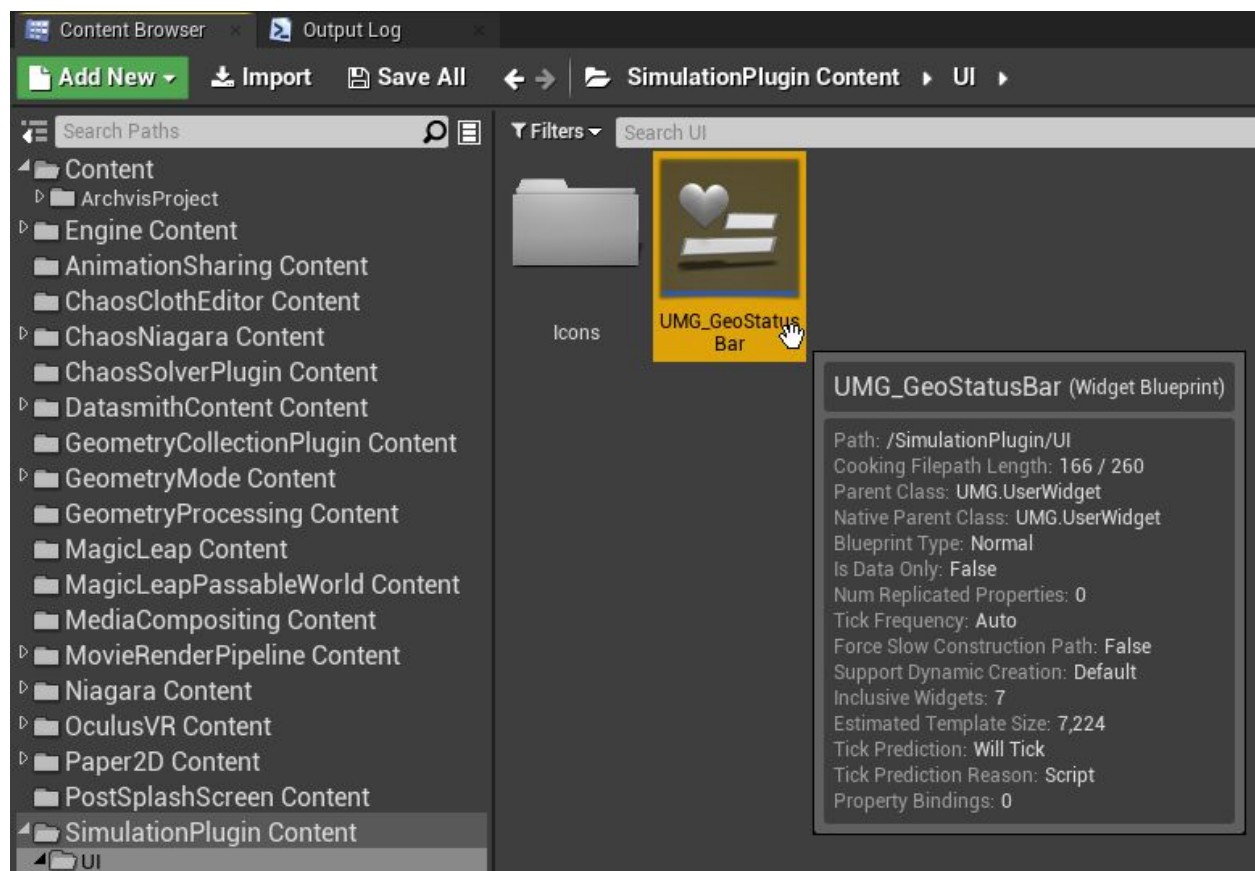 Content Browser
Output Log
Add New
Import
Save All
SimulationPlugin Content
UI
Search Paths
Filters
Search UI
Content
ArchvisProject
Engine Content
AnimationSharing Content
ChaosClothEditor Content
ChaosNiagara Content
ChaosSolverPlugin Content
DatasmithContent Content
GeometryCollectionPlugin Content
GeometryMode Content
GeometryProcessing Content
MagicLeap Content
MagicLeapPassableWorld Content
MediaCompositing Content
MovieRenderPipeline Content
Niagara Content
OculusVR Content
Paper2D Content
PostSplashScreen Content
SimulationPlugin Content
UI
Icons
UMG_GeoStatus
Bar
UMG_GeoStatusBar (Widget Blueprint)
Path: /SimulationPlugin/UI
Cooking Filepath Length: 166 / 260
Parent Class: UMG.UserWidget
Native Parent Class: UMG.UserWidget
Blueprint Type: Normal
Is Data Only: False
Num Replicated Properties: 0
Tick Frequency: Auto
Force Slow Construction Path: False
Support Dynamic Creation: Default
Inclusive Widgets: 7
Estimated Template Size: 7,224
Tick Prediction: Will Tick
Tick Prediction Reason: Script
Property Bindings: 0